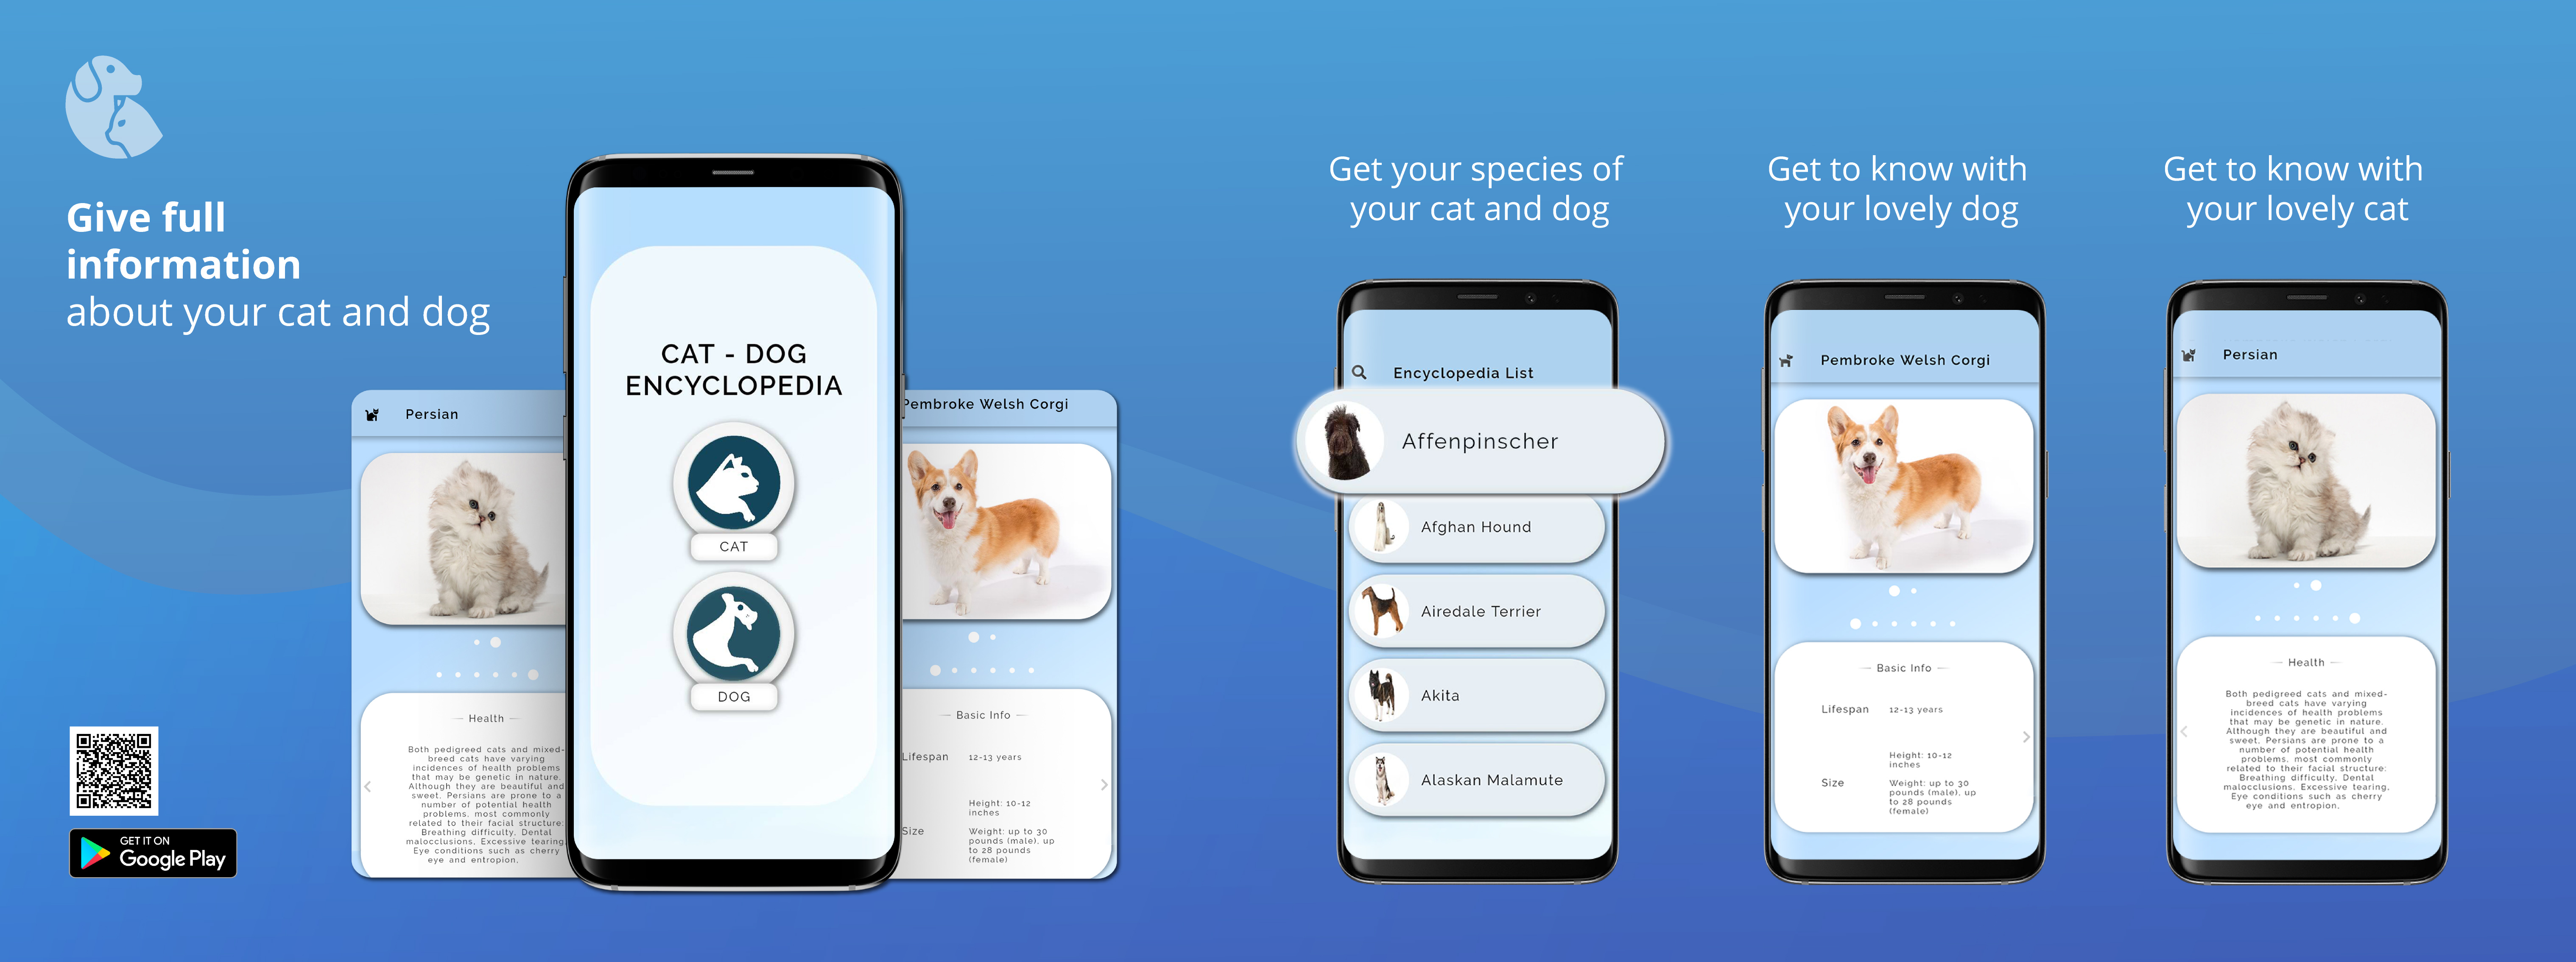 Give full
information
about your cat and dog
GET IT ON
Google Play
Persian
Health
Both pedigreed cats and mixed-
breed cats have varying
incidences of health problems
that may be genetic in nature.
Although they are beautiful and
sweet, Persians are prone to a
number of potential health
problems, most commonly
related to their facial structure:
Breathing difficulty, Dental
malocclusions, Excessive tearing,
Eye conditions such as cherry
eye and entropion,
CAT - DOG
ENCYCLOPEDIA
CAT
DOG
Pembroke Welsh Corgi
Basic Info
Lifespan 12-13 years
Height: 10-12
inches
Size Weight: up to 30
pounds (male), up
to 28 pounds
(female)
Get your species of
your cat and dog
Encyclopedia List
Affenpinscher
Afghan Hound
Airedale Terrier
Akita
Alaskan Malamute
Get to know with
your lovely dog
Pembroke Welsh Corgi
Basic Info
Lifespan 12-13 years
Height: 10-12
inches
Size Weight: up to 30
pounds (male), up
to 28 pounds
(female)
Get to know with
your lovely cat
Persian
Health
Both pedigreed cats and mixed-
breed cats have varying
incidences of health problems
that may be genetic in nature.
Although they are beautiful and
sweet, Persians are prone to a
number of potential health
problems, most commonly
related to their facial structure:
Breathing difficulty, Dental
malocclusions, Excessive tearing,
Eye conditions such as cherry
eye and entropion,